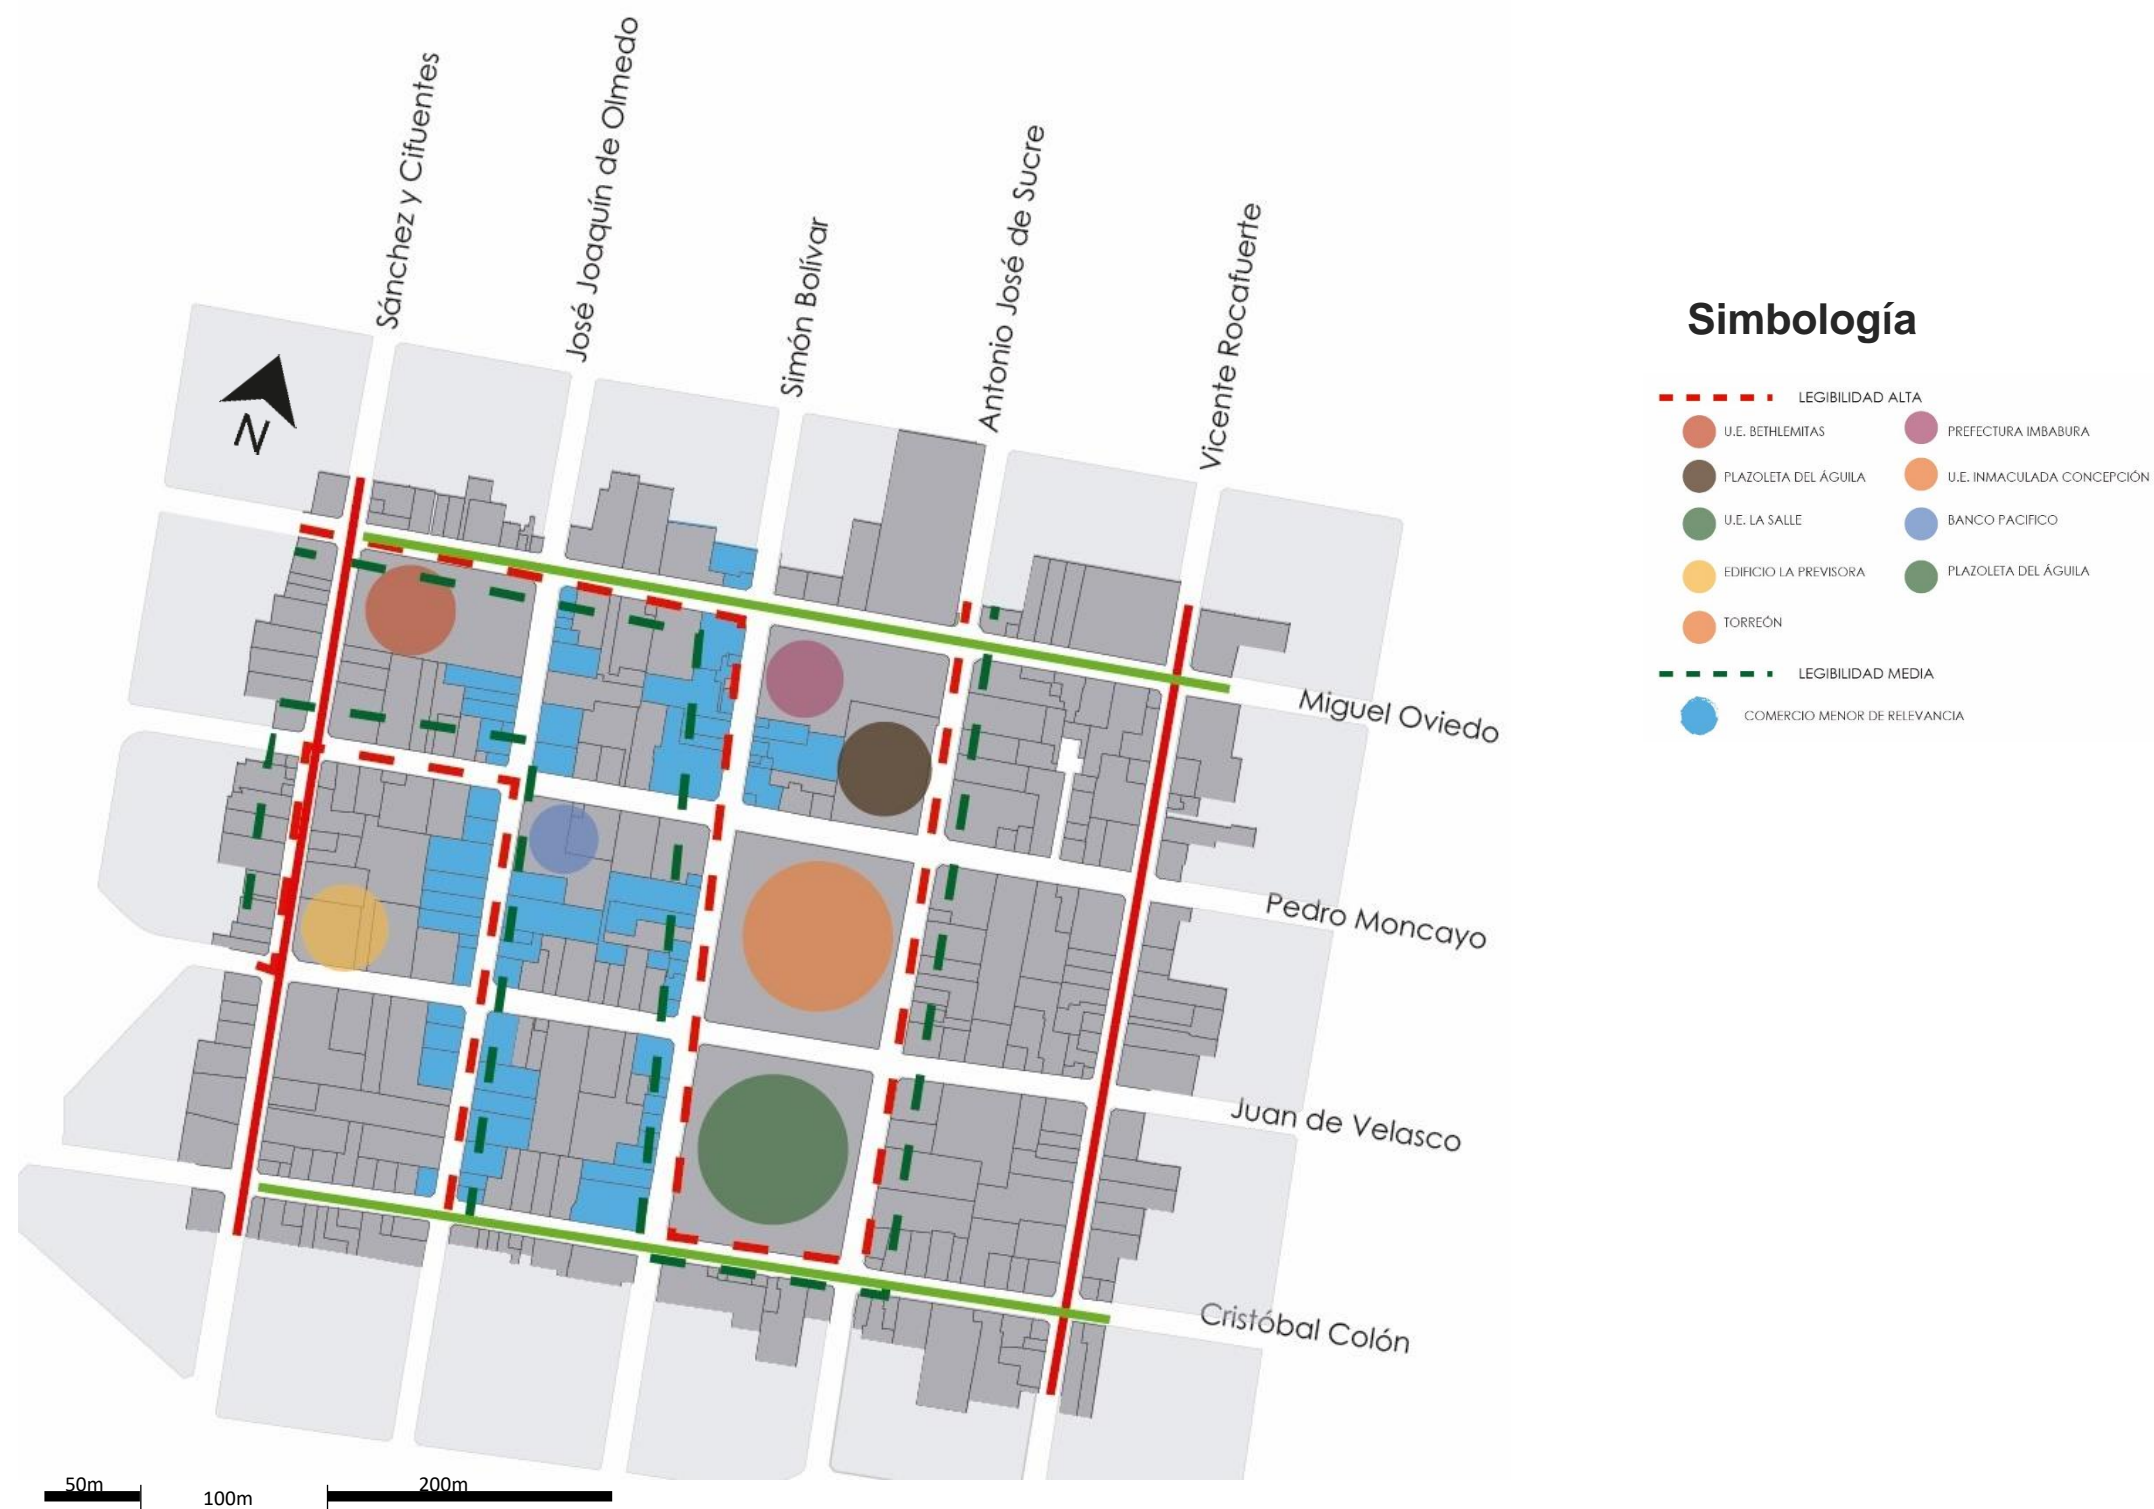 Sánchez y Cifuentes
José Joaquín de Olmedo
Simón Bolívar
Antonio José de Sucre
Vicente Rocafuerte
N
Miguel Oviedo
Pedro Moncayo
Juan de Velasco
Cristóbal Colón
50m
100m
200m
Simbología
LEGIBILIDAD ALTA
U.E. BETHLEMITAS
PREFECTURA IMBABURA
PLAZOLETA DEL ÁGUILA
U.E. INMACULADA CONCEPCIÓN
U.E. LA SALLE
BANCO PACIFICO
EDIFICIO LA PREVISORA
PLAZOLETA DEL ÁGUILA
TORREÓN
LEGIBILIDAD MEDIA
COMERCIO MENOR DE RELEVANCIA